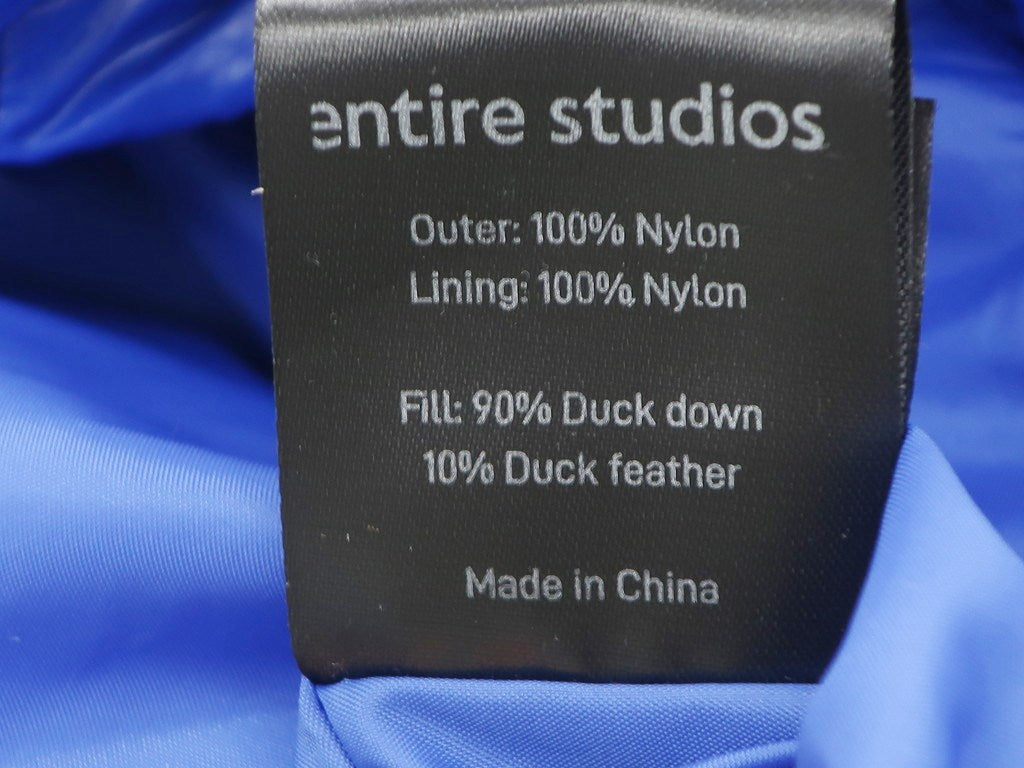 entire studios
Outer: 100% Nylon
Lining: 100% Nylon
Fill: 90% Duck down
10% Duck feather
Made in China